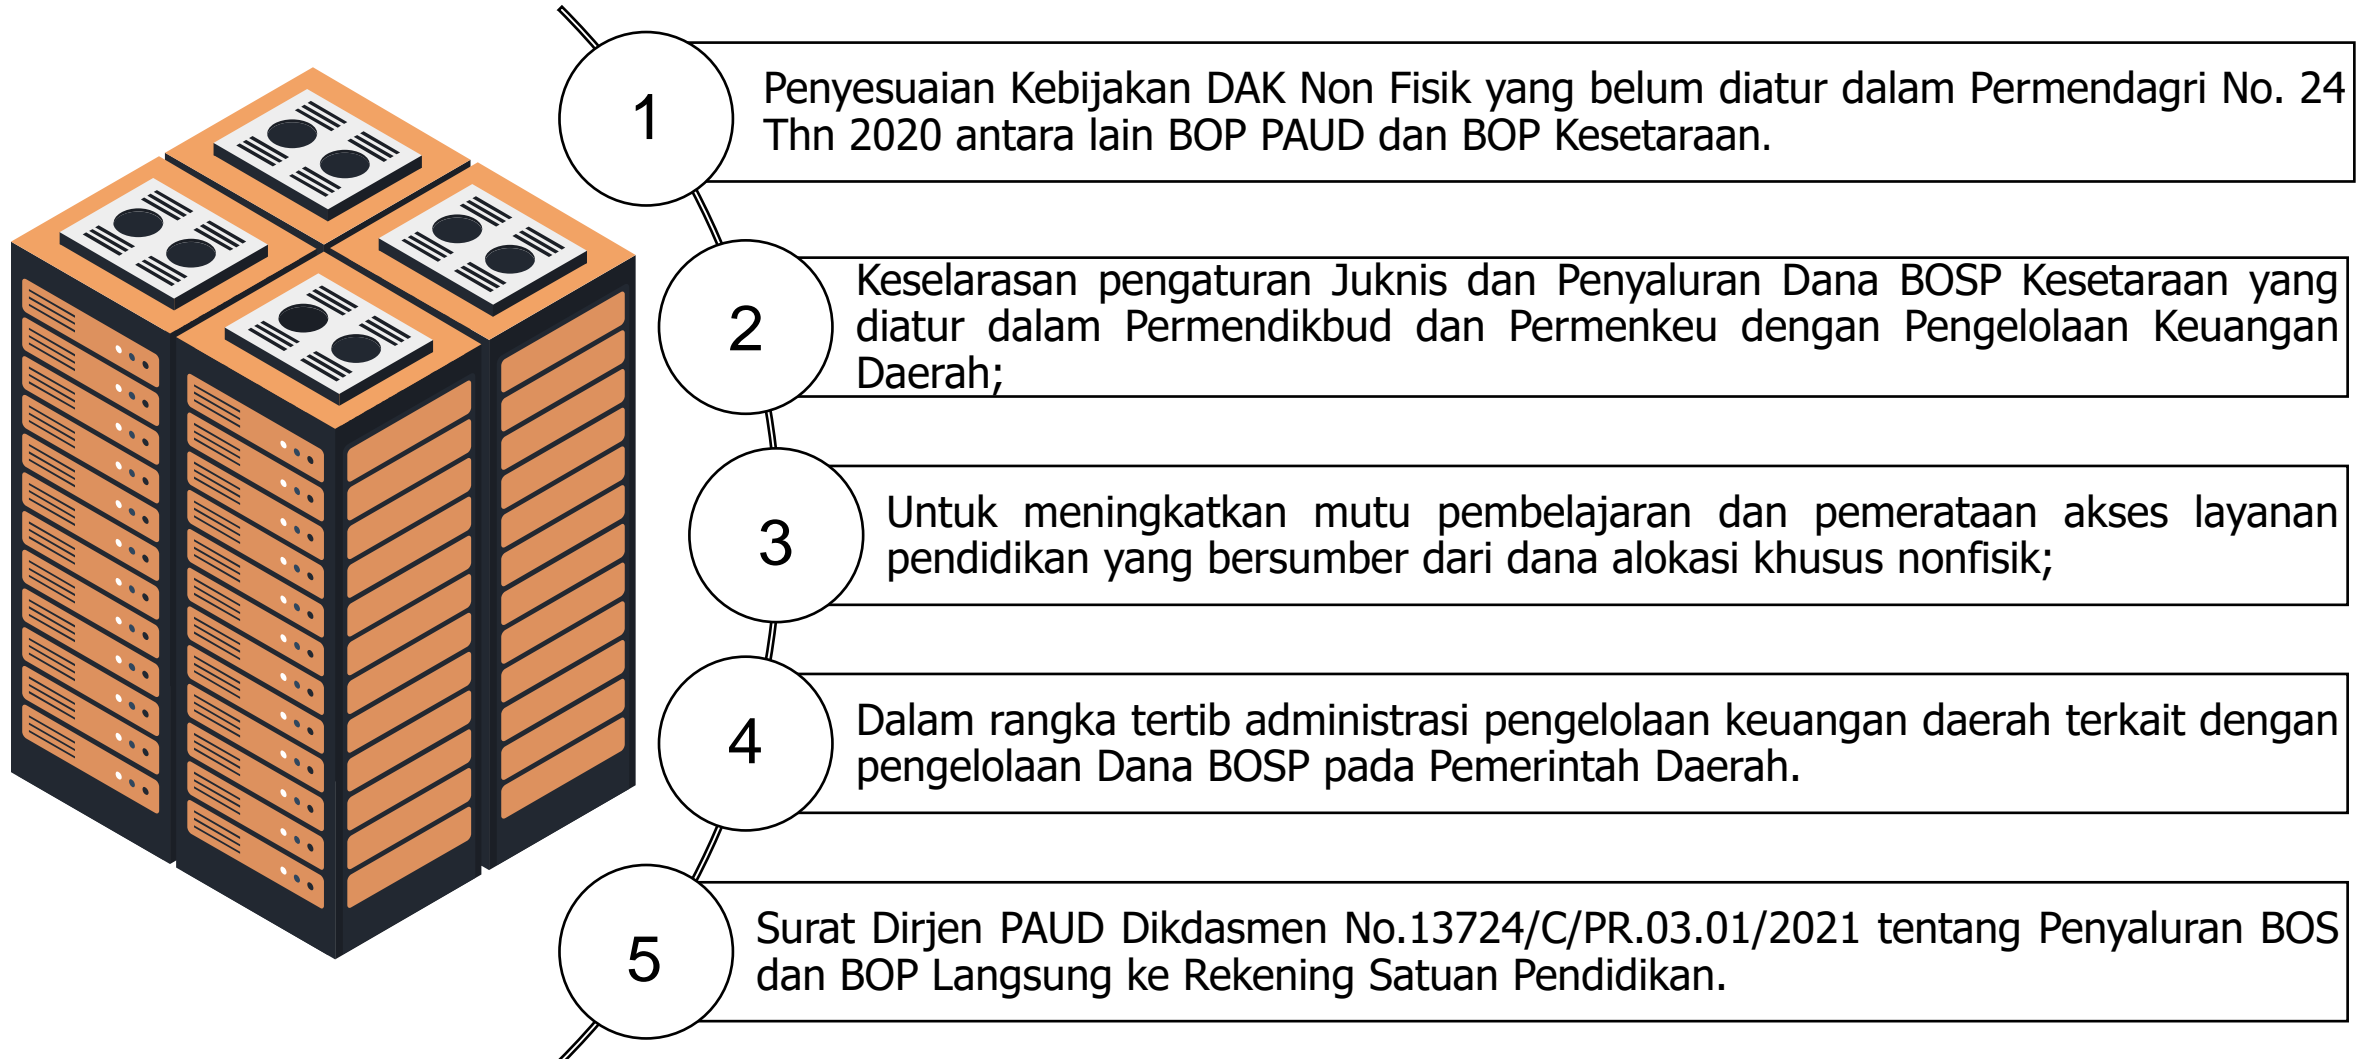 1
Penyesuaian Kebijakan DAK Non Fisik yang belum diatur dalam Permendagri No. 24
Thn 2020 antara lain BOP PAUD dan BOP Kesetaraan.
2
Keselarasan pengaturan Juknis dan Penyaluran Dana BOSP Kesetaraan yang
diatur dalam Permendikbud dan Permenkeu dengan Pengelolaan Keuangan
Daerah;
3
Untuk meningkatkan mutu pembelajaran dan pemerataan akses layanan
pendidikan yang bersumber dari dana alokasi khusus nonfisik;
4
Dalam rangka tertib administrasi pengelolaan keuangan daerah terkait dengan
pengelolaan Dana BOSP pada Pemerintah Daerah.
5
Surat Dirjen PAUD Dikdasmen No.13724/C/PR.03.01/2021 tentang Penyaluran BOS
dan BOP Langsung ke Rekening Satuan Pendidikan.